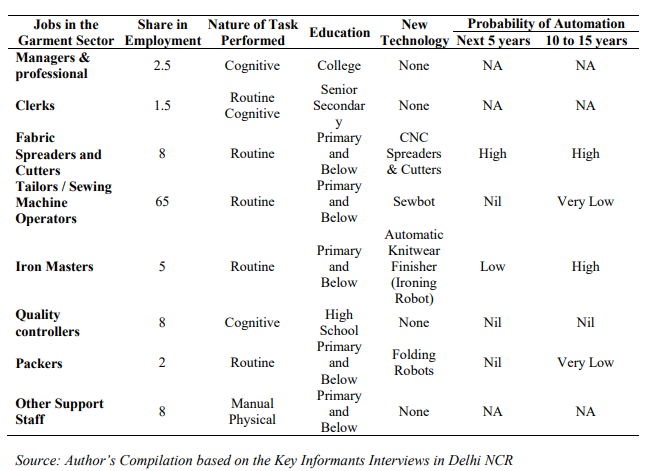 Jobs in the Share in Nature of Task Education New Probability of Automation
Garment Sector Employment Performed Technology Next 5 years 10 to 15 years
Managers &
professional 2.5 Cognitive College None NA NA
Clerks 1.5 Routine
Cognitive Senior
Secondar
y None NA NA
Fabric
Spreaders and
Cutters 8 Routine Primary
and
Below CNC
Spreaders
& Cutters High High
Tailors / Sewing
Machine
Operators 65 Routine Primary
and
Below Sewbot Nil Very Low
Iron Masters 5 Routine Primary
and
Below Automatic
Knitwear
Finisher
(Ironing
Robot) Low High
Quality
controllers 8 Cognitive High
School None Nil Nil
Packers 2 Routine Primary
and
Below Folding
Robots Nil Very Low
Other Support
Staff 8 Manual
Physical Primary
and
Below None NA NA
Source: Author's Compilation based on the Key Informants Interviews in Delhi NCR